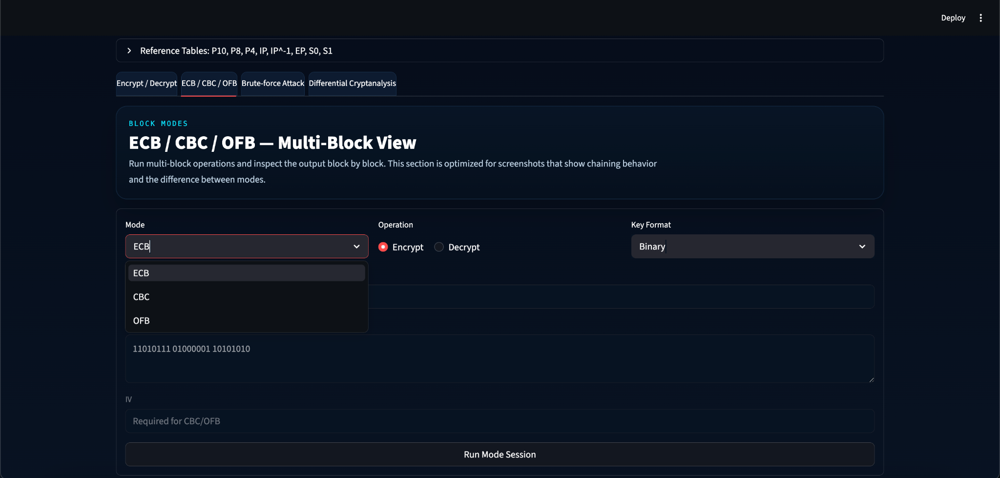 Deploy
Reference Tables: P10, P8, P4, IP, IP^-1, EP, S0, S1
Encrypt / Decrypt
ECB / CBC / OFB
Brute-force Attack
Differential Cryptanalysis
BLOCK MODES
ECB / CBC / OFB — Multi-Block View
Run multi-block operations and inspect the output block by block. This section is optimized for screenshots that show chaining behavior
and the difference between modes.
Mode
Operation
Key Format
ECB
Encrypt
Decrypt
Binary
ECB
CBC
OFB
11010111 01000001 10101010
IV
Required for CBC/OFB
Run Mode Session